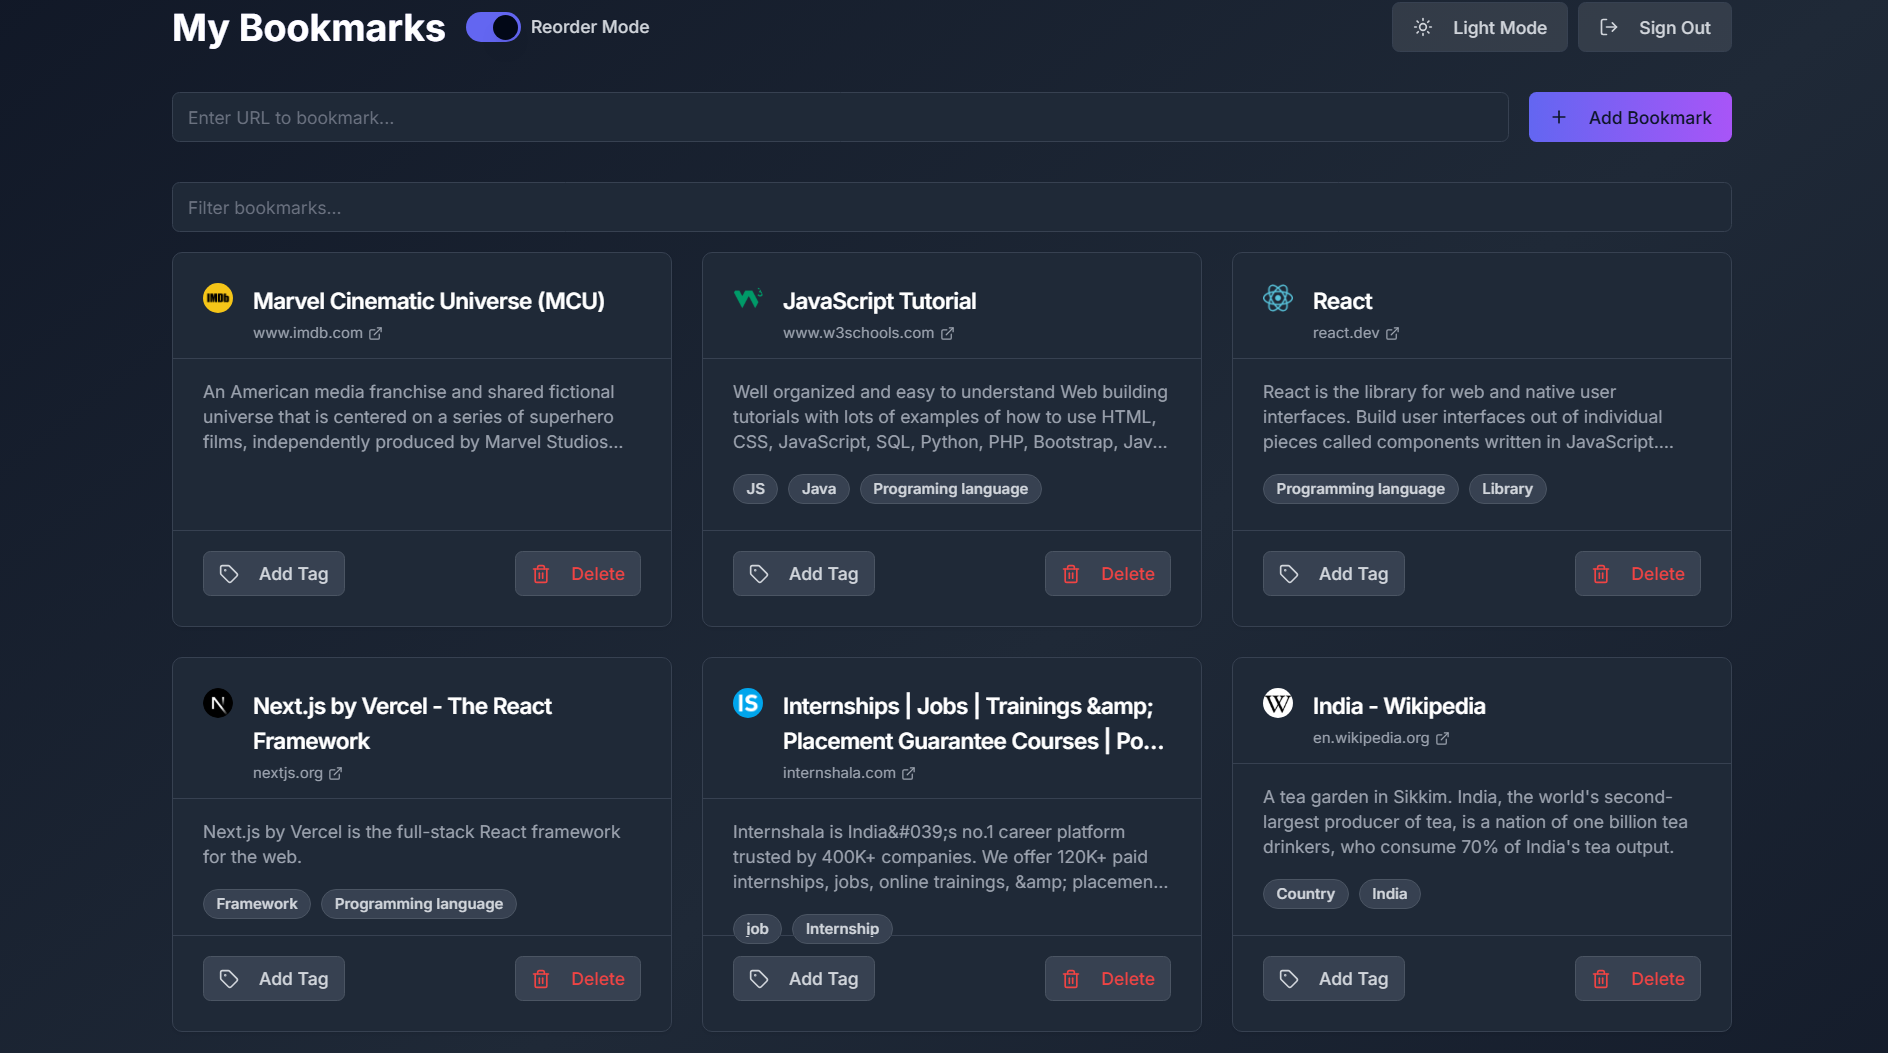 My Bookmarks
Reorder Mode
Light Mode
Sign Out
Enter URL to bookmark...
Add Bookmark
Filter bookmarks...
IMDb
Marvel Cinematic Universe (MCU)
www.imdb.com
An American media franchise and shared fictional
universe that is centered on a series of superhero
films, independently produced by Marvel Studios...
Add Tag
Delete
W3
JavaScript Tutorial
www.w3schools.com
Well organized and easy to understand Web building
tutorials with lots of examples of how to use HTML,
CSS, JavaScript, SQL, Python, PHP, Bootstrap, Jav...
JS
Java
Programing language
Add Tag
Delete
React
react.dev
React is the library for web and native user
interfaces. Build user interfaces out of individual
pieces called components written in JavaScript....
Programming language
Library
Add Tag
Delete
N
Next.js by Vercel - The React
Framework
nextjs.org
Next.js by Vercel is the full-stack React framework
for the web.
Framework
Programming language
Add Tag
Delete
IS
Internships | Jobs | Trainings &amp;
Placement Guarantee Courses | Po...
internshala.com
Internshala is India&#039;s no.1 career platform
trusted by 400K+ companies. We offer 120K+ paid
internships, jobs, online trainings, &amp; placemen...
job
Internship
Add Tag
Delete
W
India - Wikipedia
en.wikipedia.org
A tea garden in Sikkim. India, the world's second-
largest producer of tea, is a nation of one billion tea
drinkers, who consume 70% of India's tea output.
Country
India
Add Tag
Delete